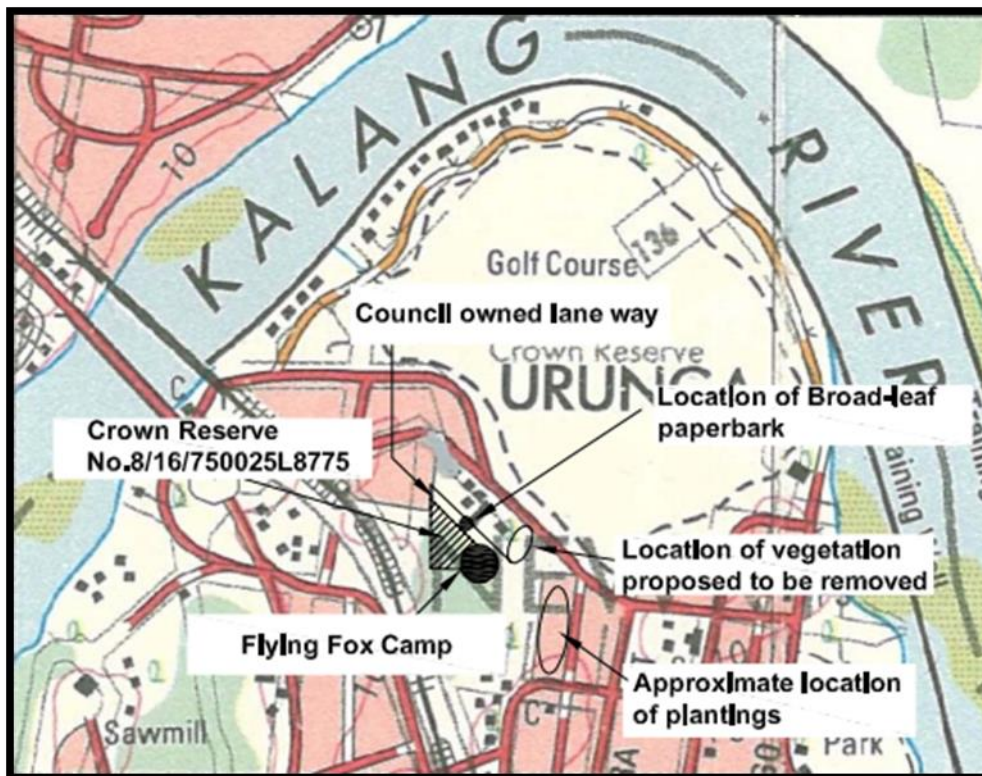 KALANG
RIVER
10
136
Golf Course
Council owned lane way
Crown Reserve
URUNGA
Location of Broad-leaf
paperbark
Crown Reserve
No.8/16/750025L8775
C
Location of vegetation
proposed to be removed
Flying Fox Camp
Approximate location
of plantings
C
Sawmill
Park